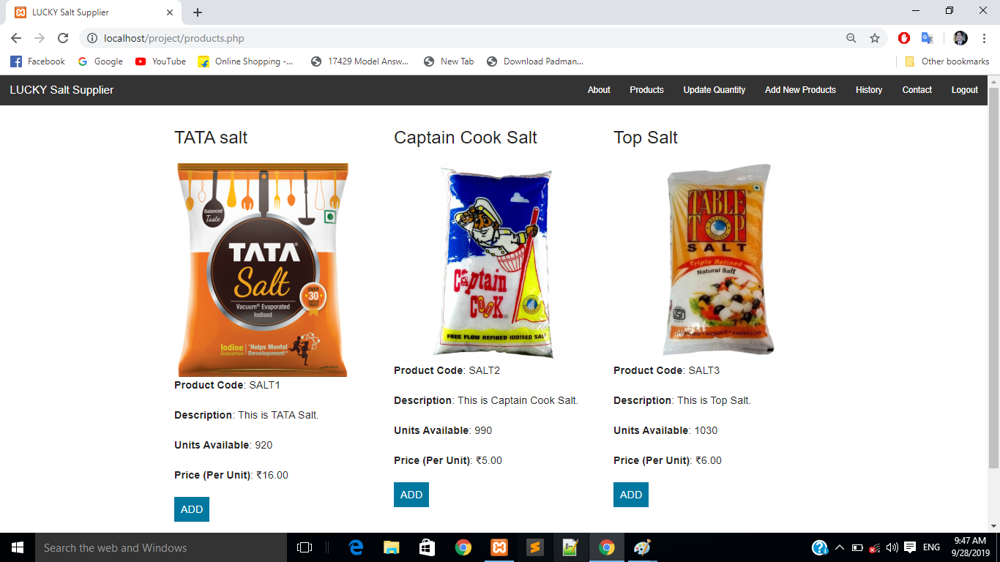 LUCKY Salt Supplier
localhost/project/products.php
Facebook Google YouTube Online Shopping -... 17429 Model Answ... New Tab Download Padman... Other bookmarks
LUCKY Salt Supplier About Products Update Quantity Add New Products History Contact Logout
TATA salt
Balanced
Taste
TATA
Salt
Vacuum® Evaporated
Iodised
OVER
30
Iodine
Guarantee
*Helps Mental
Development*
Product Code: SALT1
Description: This is TATA Salt.
Units Available: 920
Price (Per Unit): ₹16.00
ADD
Captain Cook Salt
Captain
COOK®
FREE FLOW REFINED IODISED SALT
Product Code: SALT2
Description: This is Captain Cook Salt.
Units Available: 990
Price (Per Unit): ₹5.00
ADD
Top Salt
TABLE
TOP
SALT
Triple Refined
Natural Salt
Product Code: SALT3
Description: This is Top Salt.
Units Available: 1030
Price (Per Unit): ₹6.00
ADD
Search the web and Windows
ENG
9:47 AM
9/28/2019